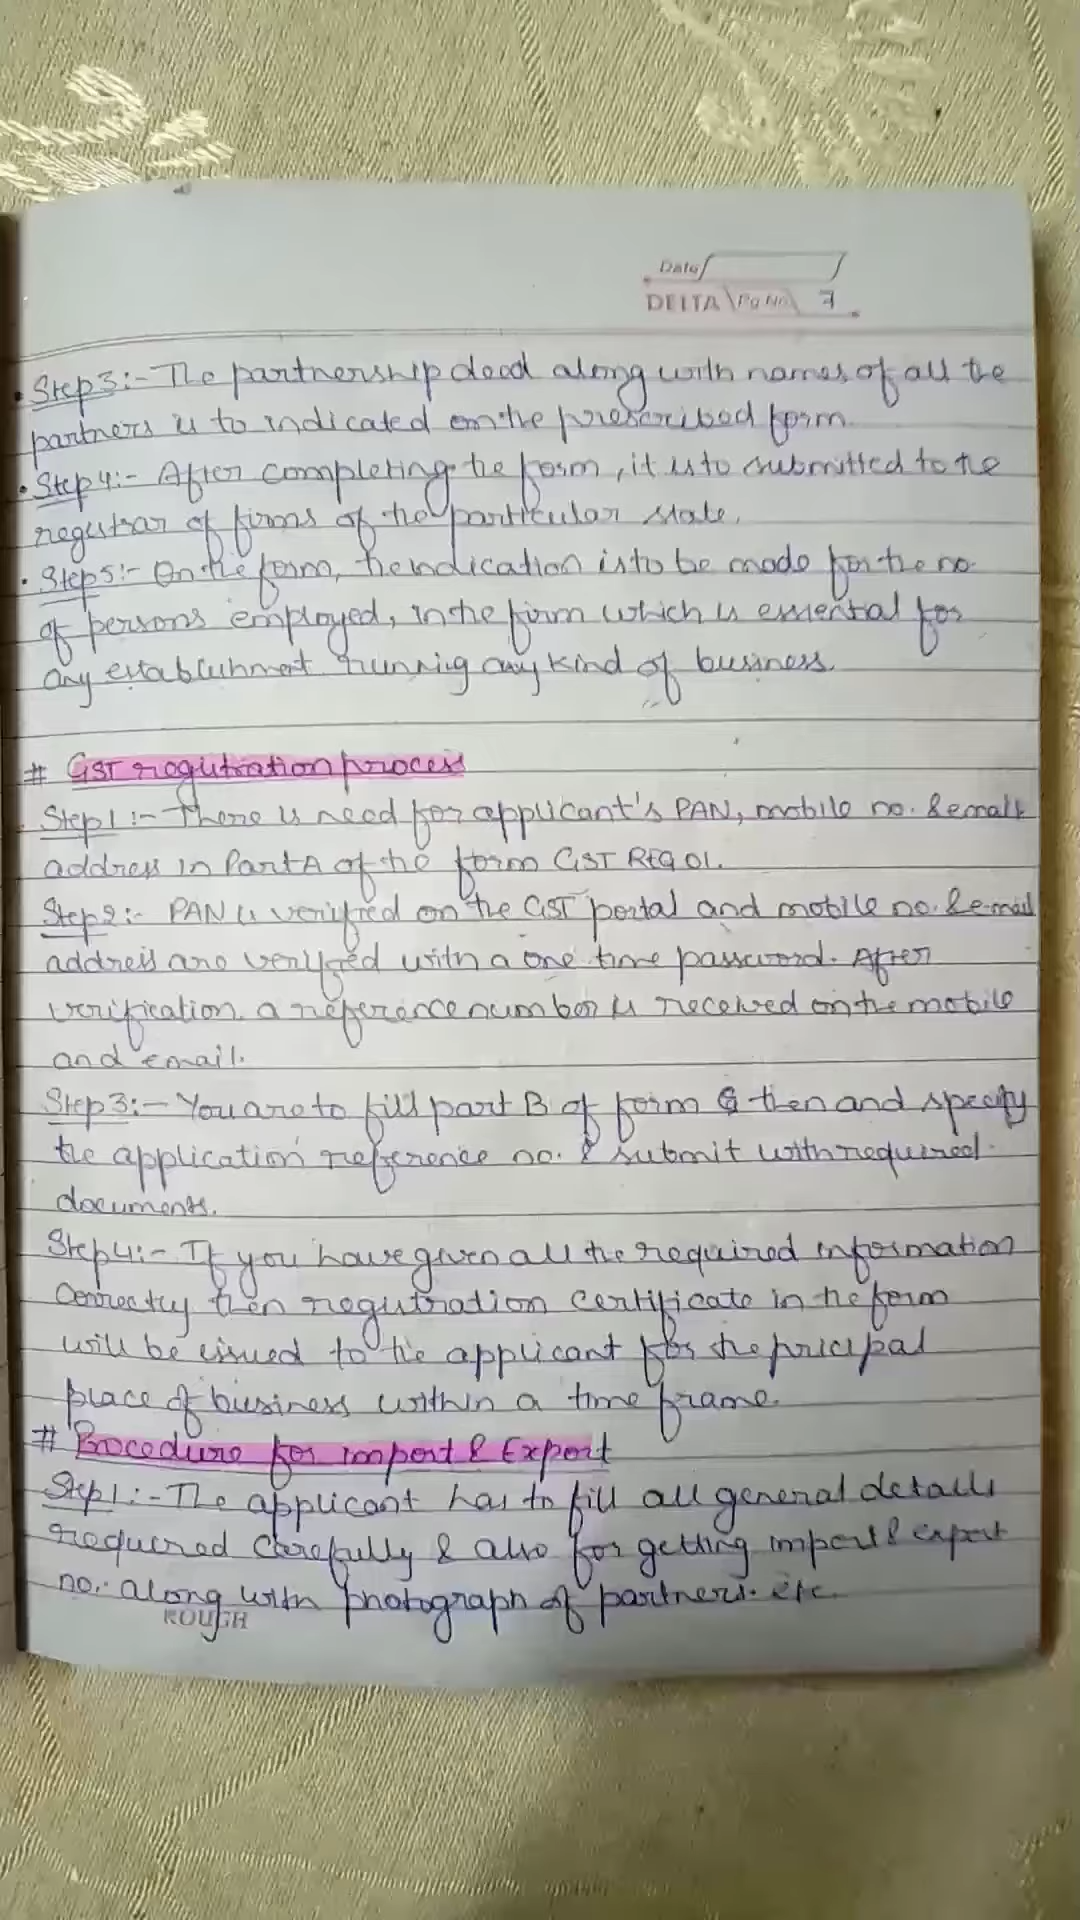 Date
DELTA Pg No. 7
• Step3:- The partnership deed along with names of all the
partners is to indicated on the prescribed form.
• Step4:- After completing the form, it is to submitted to the
registrar of firms of the particular state.
• Step5:- On the form, the indication is to be made for the no.
of persons employed, in the firm which is essential for
any establishment running any kind of business.
# GST registration process
Step1:- There is need for applicant's PAN, mobile no. & email
address in Part A of the form GST REG 01.
Step2:- PAN is verified on the GST portal and mobile no. & e-mail
address are verified with a one time password. After
verification a reference number is received on the mobile
and email.
Step3:- You are to fill part B of form then and specify
the application reference no. & submit with required
documents.
Step4:- If you have given all the required information
correctly then registration certificate in the form
will be issued to the applicant for the pricipal
place of business within a time frame.
# Procedure for import & Export
Step1:- The applicant has to fill all general details
required carefully & also for getting import & export
no. along with photograph of partners. etc.
ROUGH